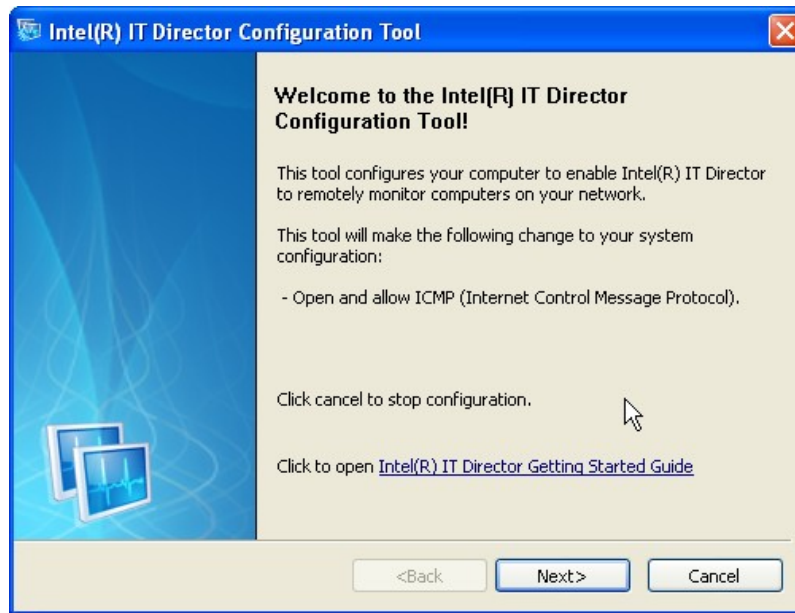 Intel(R) IT Director Configuration Tool
Welcome to the Intel(R) IT Director
Configuration Tool!
This tool configures your computer to enable Intel(R) IT Director
to remotely monitor computers on your network.
This tool will make the following change to your system
configuration:
- Open and allow ICMP (Internet Control Message Protocol).
Click cancel to stop configuration.
Click to open Intel(R) IT Director Getting Started Guide
<Back
Next>
Cancel